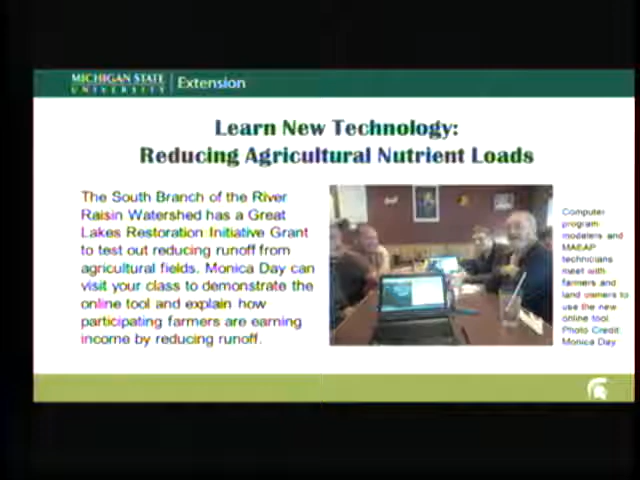 MICHIGAN STATE
UNIVERSITY
Extension
Learn New Technology:
Reducing Agricultural Nutrient Loads
The South Branch of the River
Raisin Watershed has a Great
Lakes Restoration Initiative Grant
to test out reducing runoff from
agricultural fields. Monica Day can
visit your class to demonstrate the
online tool and explain how
participating farmers are earning
income by reducing runoff.
Computer
program
modelers and
MAEAP
technicians
meet with
farmers and
land owners to
use the new
online tool.
Photo Credit:
Monica Day